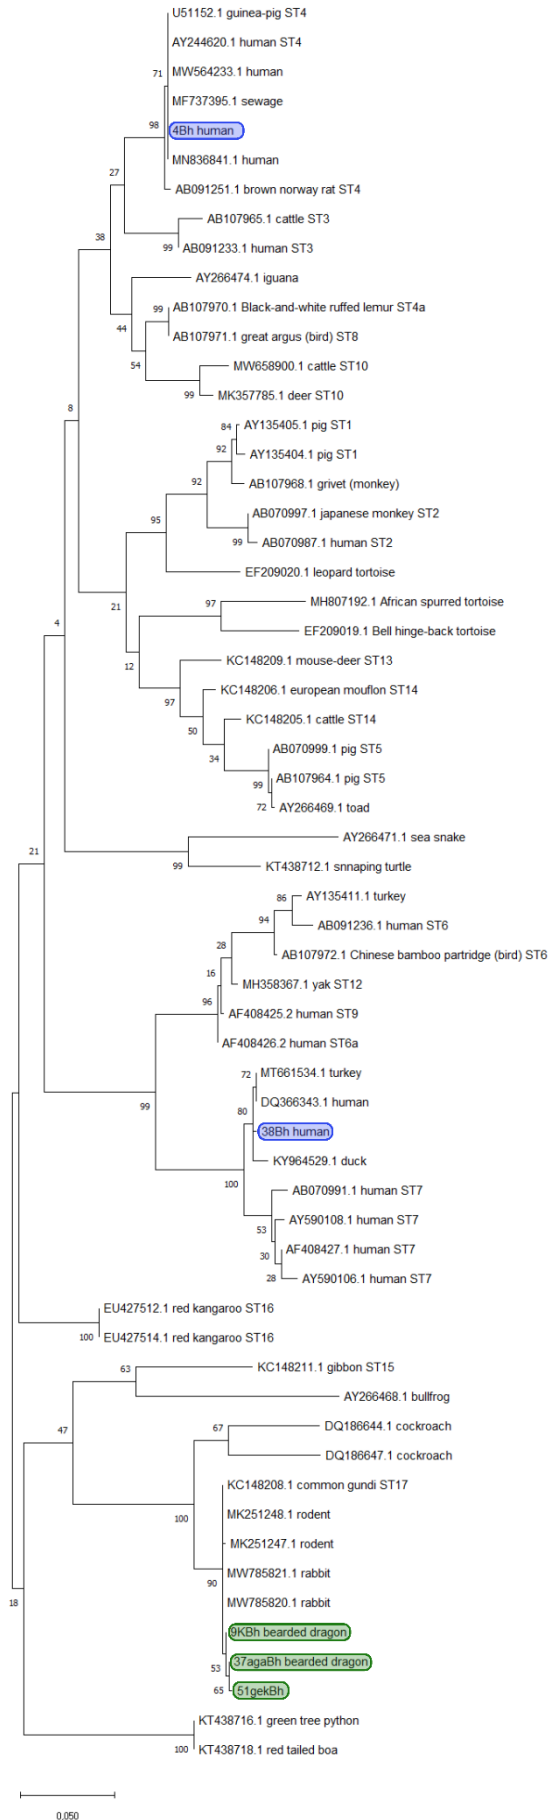 U51152.1 guinea-pig ST4
AY244620.1 human ST4
71
MW564233.1 human
MF737395.1 sewage
98
4Bh human
MN836841.1 human
27
AB091251.1 brown norway rat ST4
AB107965.1 cattle ST3
38
99
AB091233.1 human ST3
AY266474.1 iguana
99
AB107970.1 Black-and-white ruffed lemur ST4a
44
AB107971.1 great argus (bird) ST8
54
MW658900.1 cattle ST10
99
MK357785.1 deer ST10
8
84
AY135405.1 pig ST1
92
AY135404.1 pig ST1
92
AB107968.1 grivet (monkey)
AB070997.1 japanese monkey ST2
95
99
AB070987.1 human ST2
EF209020.1 leopard tortoise
21
97
MH807192.1 African spurred tortoise
4
EF209019.1 Bell hinge-back tortoise
12
KC148209.1 mouse-deer ST13
97
KC148206.1 european mouflon ST14
50
KC148205.1 cattle ST14
34
AB070999.1 pig ST5
99
AB107964.1 pig ST5
72
AY266469.1 toad
AY266471.1 sea snake
21
99
KT438712.1 snnaping turtle
86
AY135411.1 turkey
94
AB091236.1 human ST6
28
AB107972.1 Chinese bamboo partridge (bird) ST6
16
MH358367.1 yak ST12
96
AF408425.2 human ST9
AF408426.2 human ST6a
72
MT661534.1 turkey
99
80
DQ366343.1 human
38Bh human
KY964529.1 duck
100
AB070991.1 human ST7
53
AY590108.1 human ST7
30
AF408427.1 human ST7
28
AY590106.1 human ST7
EU427512.1 red kangaroo ST16
100
EU427514.1 red kangaroo ST16
63
KC148211.1 gibbon ST15
AY266468.1 bullfrog
47
67
DQ186644.1 cockroach
DQ186647.1 cockroach
KC148208.1 common gundi ST17
100
MK251248.1 rodent
MK251247.1 rodent
90
MW785821.1 rabbit
MW785820.1 rabbit
18
9KBh bearded dragon
53
37agaBh bearded dragon
65
51gekBh
KT438716.1 green tree python
100
KT438718.1 red tailed boa
0,050